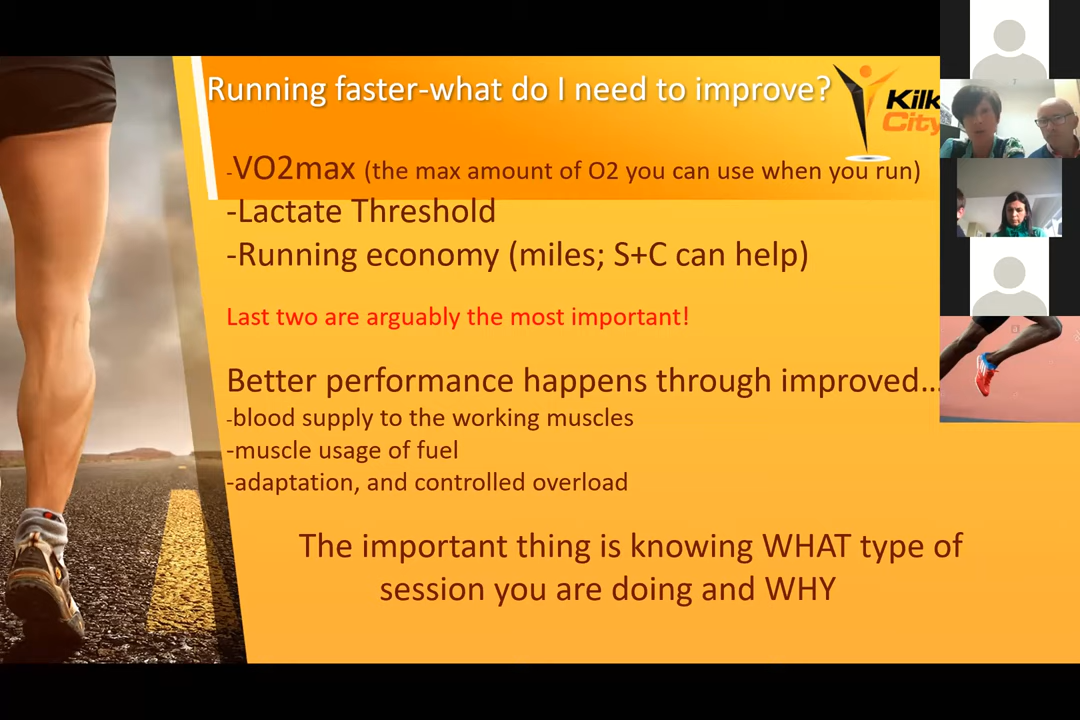 Running faster-what do I need to improve?
City
-VO2max (the max amount of O2 you can use when you run)
-Lactate Threshold
-Running economy (miles; S+C can help)
Last two are arguably the most important!
Better performance happens through improved...
-blood supply to the working muscles
-muscle usage of fuel
-adaptation, and controlled overload
The important thing is knowing WHAT type of
session you are doing and WHY